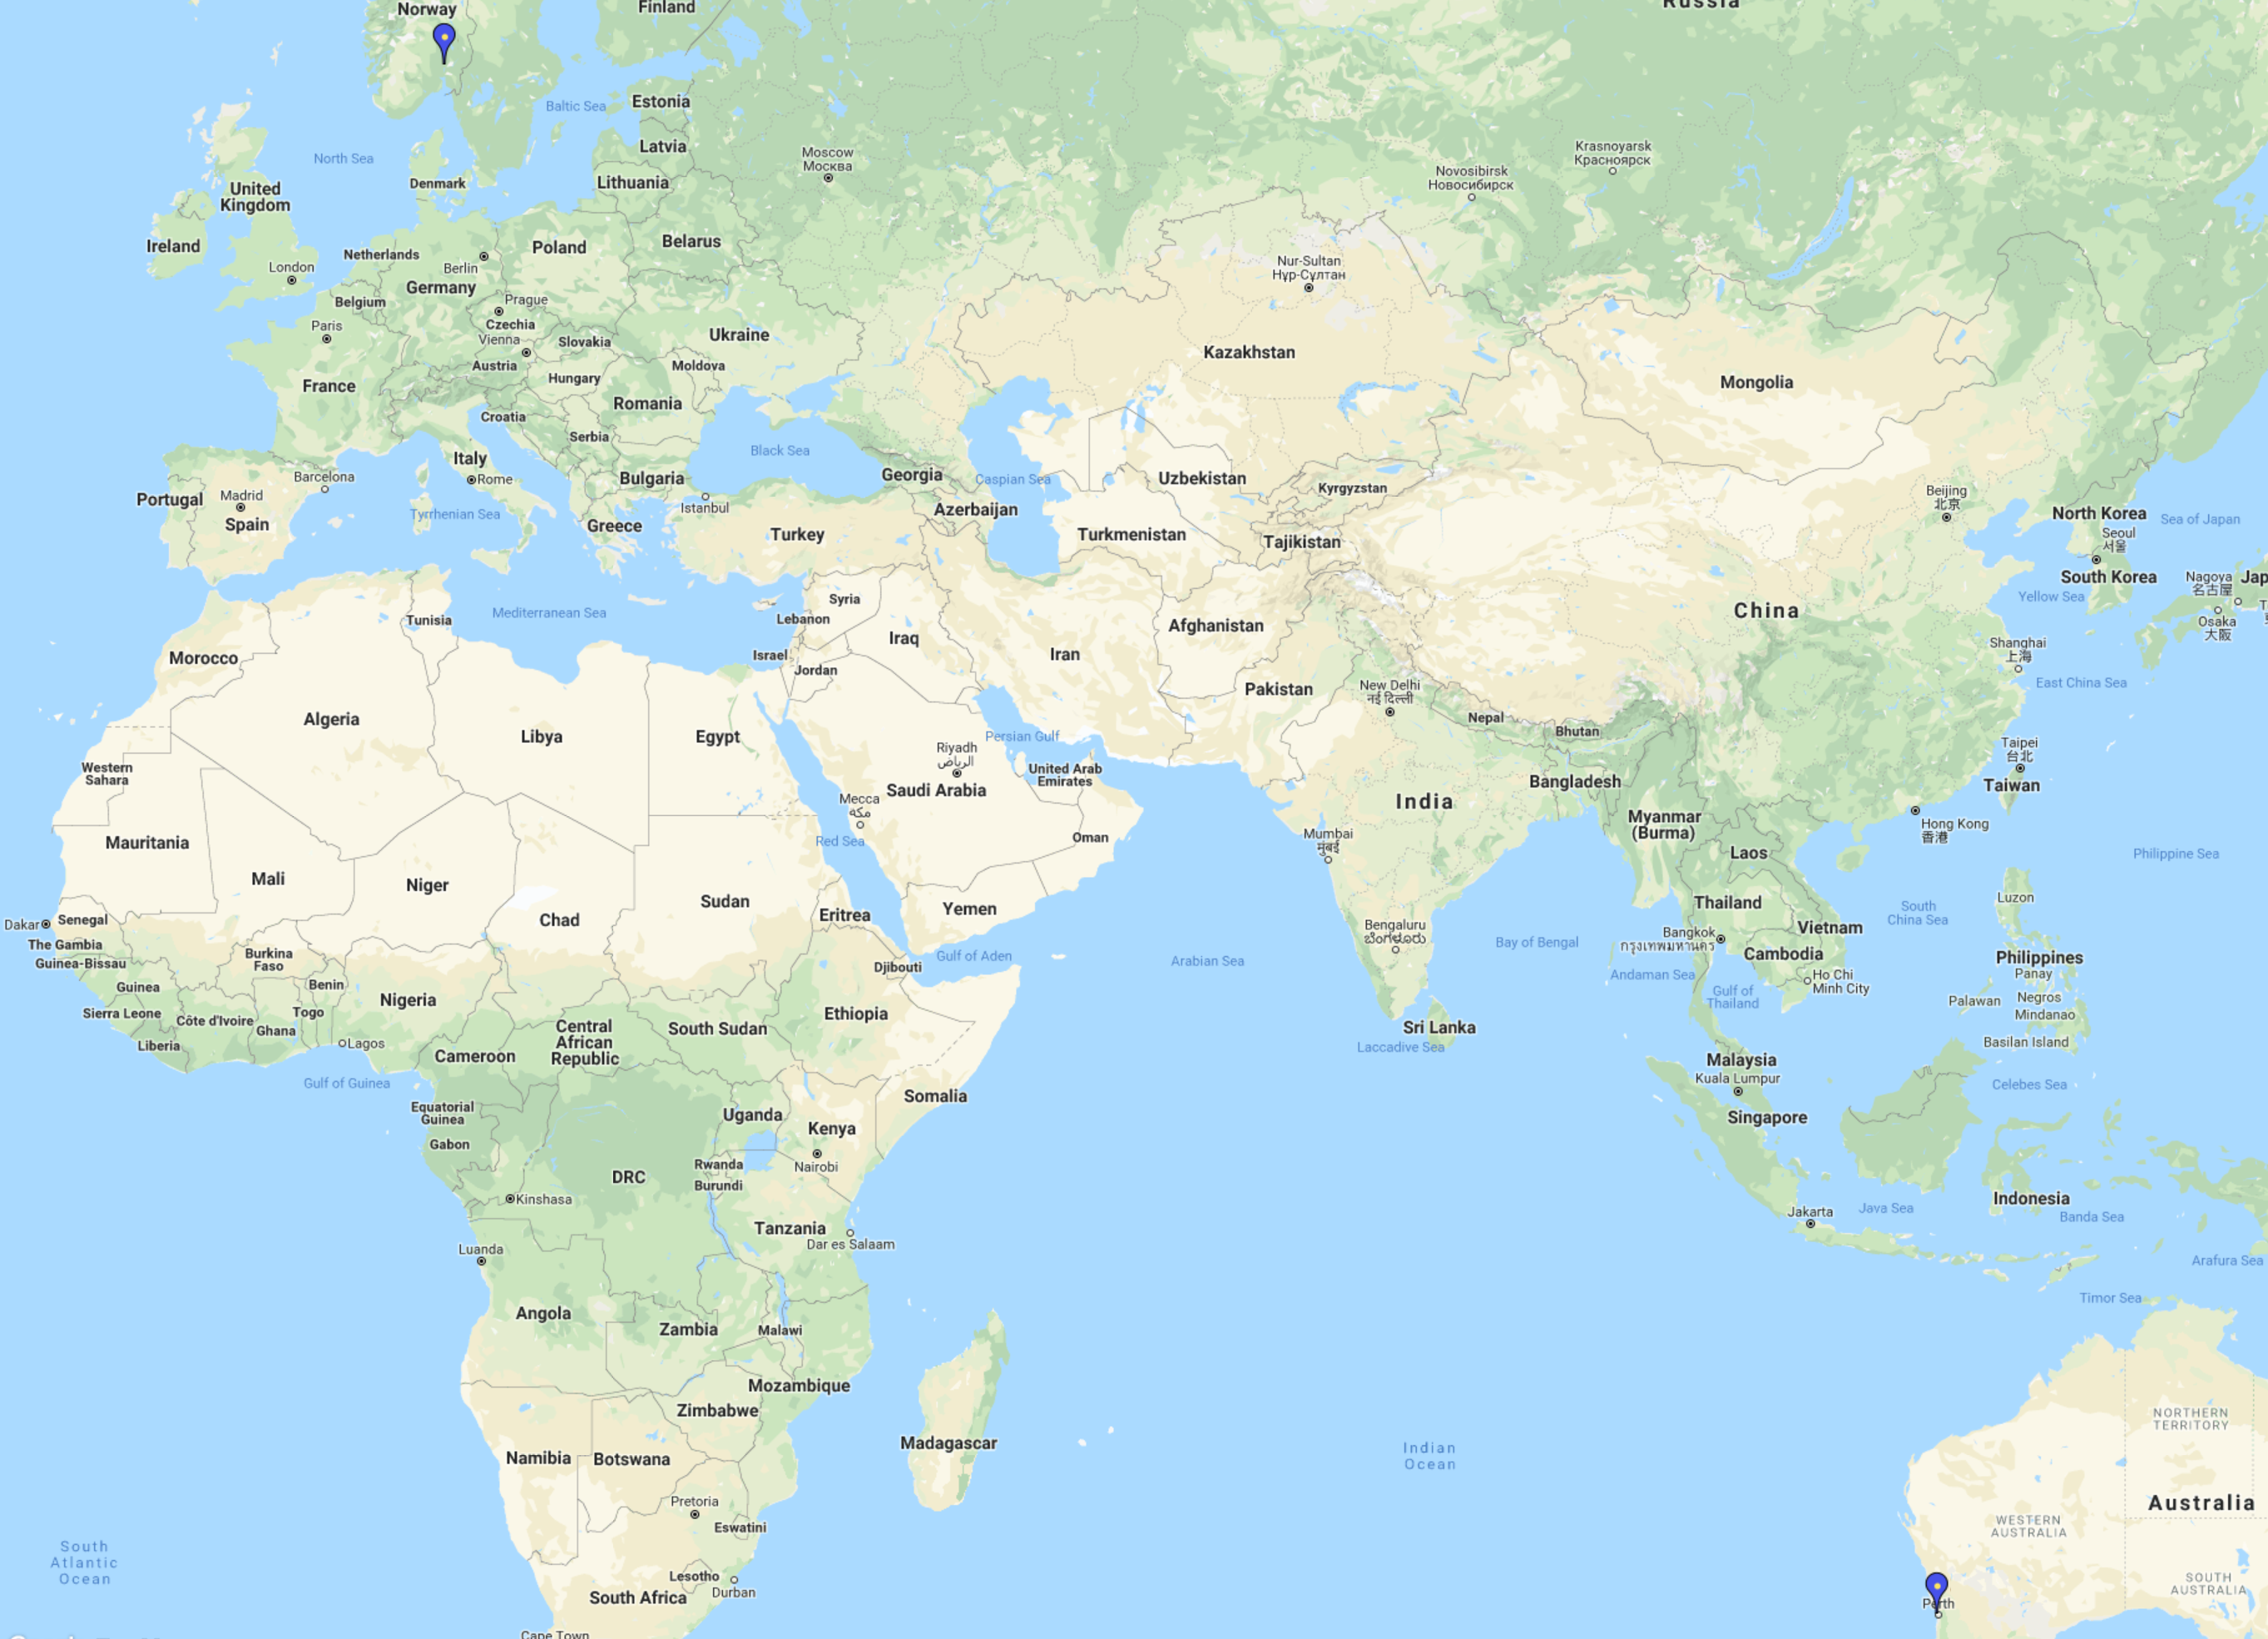 Norway
Finland
Russia
Estonia
Baltic Sea
Latvia
North Sea
Moscow
Москва
Krasnoyarsk
Красноярск
Novosibirsk
Новосибирск
Denmark
Lithuania
United
Kingdom
Ireland
Netherlands
Poland
Belarus
London
Berlin
Nur-Sultan
Нұр-Сұлтан
Germany
Belgium
Prague
Paris
Czechia
Vienna
Slovakia
Ukraine
Kazakhstan
Austria
Moldova
Hungary
France
Mongolia
Romania
Croatia
Serbia
Black Sea
Italy
Rome
Barcelona
Bulgaria
Georgia
Caspian Sea
Uzbekistan
Kyrgyzstan
Portugal
Madrid
Spain
Tyrrhenian Sea
Istanbul
Azerbaijan
Beijing
北京
North Korea
Sea of Japan
Greece
Turkey
Turkmenistan
Tajikistan
Seoul
서울
South Korea
Nagoya
名古屋
Jap
Yellow Sea
Osaka
大阪
Syria
Mediterranean Sea
Tunisia
Lebanon
Iraq
Afghanistan
China
Morocco
Israel
Jordan
Iran
Shanghai
上海
East China Sea
Pakistan
New Delhi
नई दिल्ली
Nepal
Bhutan
Algeria
Libya
Egypt
Persian Gulf
Riyadh
الرياض
Taipei
台北
Taiwan
Western
Sahara
United Arab
Emirates
Saudi Arabia
Bangladesh
India
Mecca
مكة
Myanmar
(Burma)
Hong Kong
香港
Mauritania
Red Sea
Oman
Mumbai
मुंबई
Laos
Philippine Sea
Mali
Niger
Sudan
Luzon
Thailand
Dakar
Senegal
Chad
Eritrea
Yemen
South
China Sea
Vietnam
Bengaluru
ಬೆಂಗಳೂರು
Bangkok
กรุงเทพมหานคร
The Gambia
Guinea-Bissau
Burkina
Faso
Gulf of Aden
Djibouti
Arabian Sea
Bay of Bengal
Cambodia
Philippines
Andaman Sea
Panay
Ho Chi
Minh City
Guinea
Benin
Nigeria
Gulf of
Thailand
Palawan
Negros
Sierra Leone
Togo
Côte d'Ivoire
Ghana
Ethiopia
Mindanao
Central
African
Republic
South Sudan
Sri Lanka
Liberia
Lagos
Cameroon
Laccadive Sea
Basilan Island
Malaysia
Kuala Lumpur
Gulf of Guinea
Celebes Sea
Somalia
Equatorial
Guinea
Uganda
Singapore
Gabon
Kenya
Rwanda
Nairobi
DRC
Burundi
Kinshasa
Indonesia
Jakarta
Java Sea
Banda Sea
Tanzania
Dar es Salaam
Luanda
Arafura Sea
Timor Sea
Angola
Zambia
Malawi
Mozambique
Zimbabwe
NORTHERN
TERRITORY
Madagascar
Indian
Ocean
Namibia
Botswana
Pretoria
Australia
Eswatini
WESTERN
AUSTRALIA
South
Atlantic
Ocean
Lesotho
Durban
South Africa
SOUTH
AUSTRALIA
Perth
Cape Town